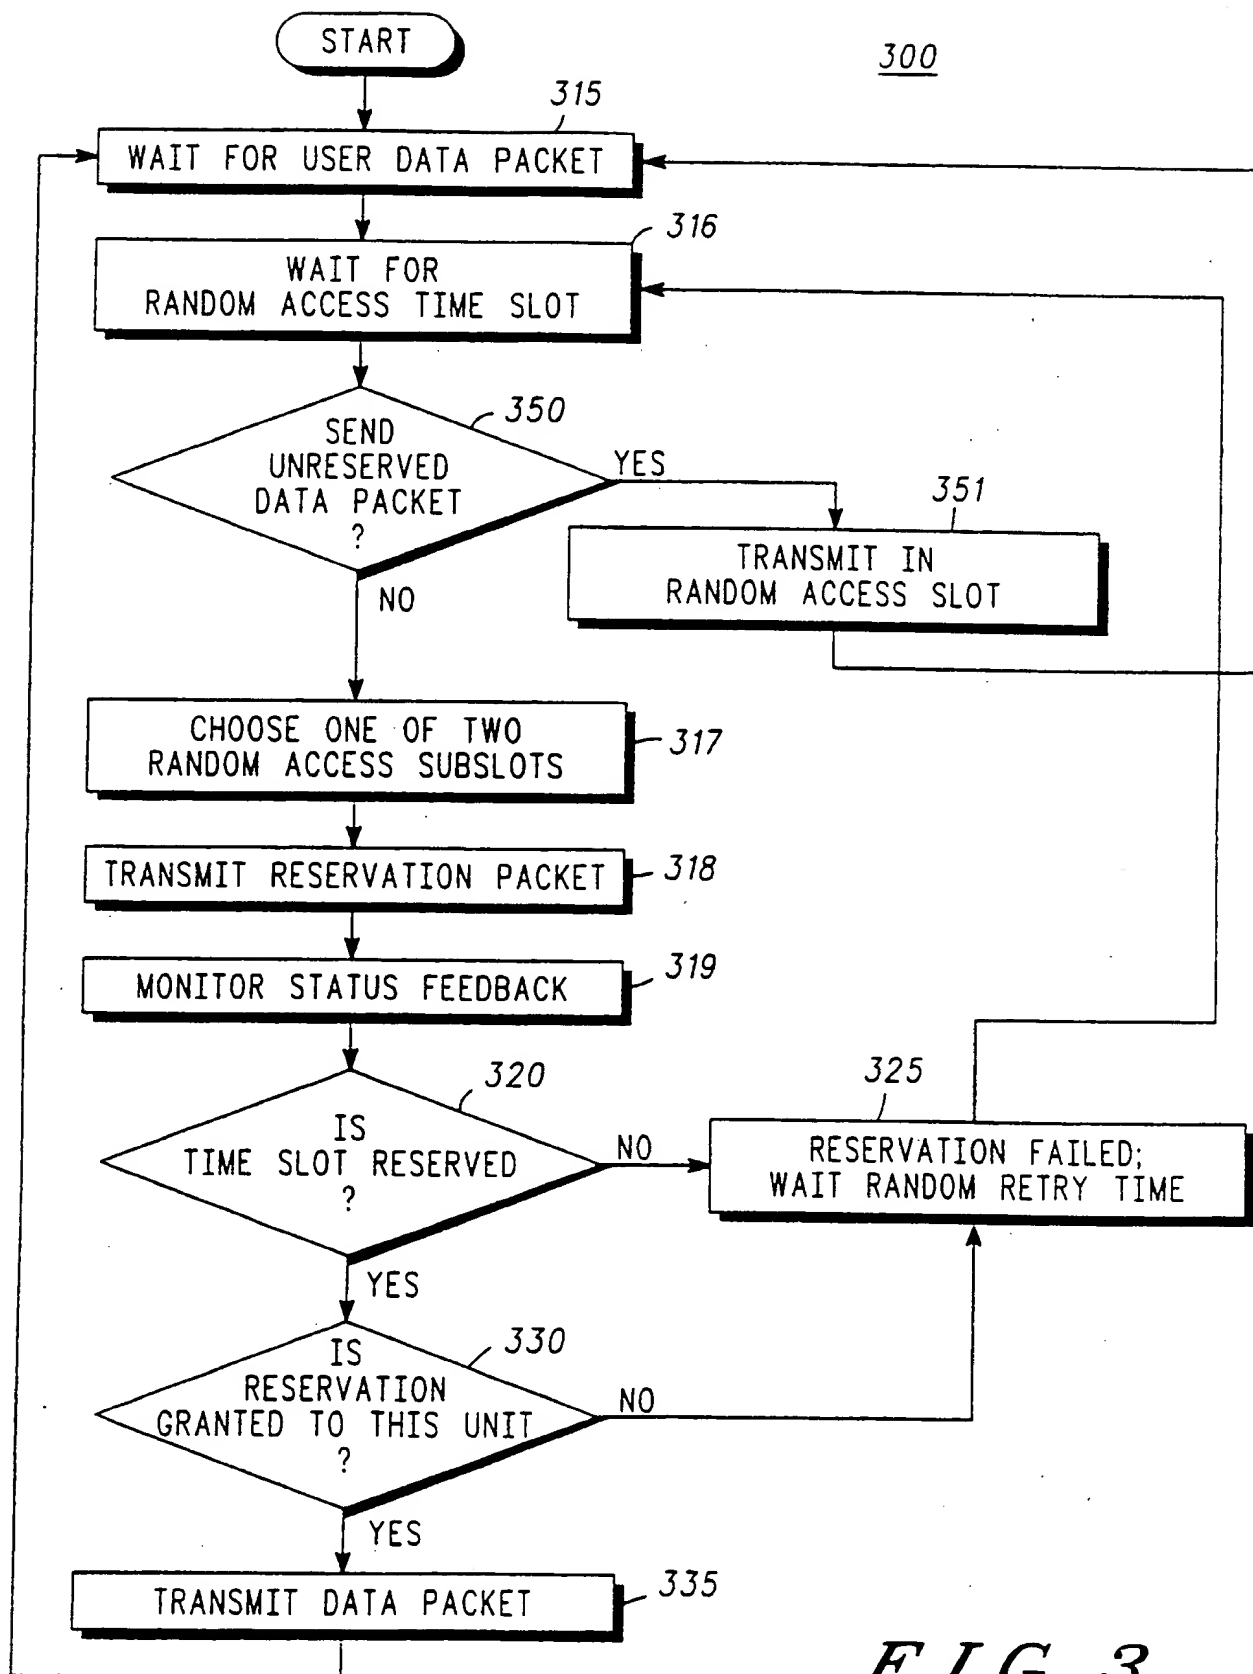 START
300
315
WAIT FOR USER DATA PACKET
316
WAIT FOR
RANDOM ACCESS TIME SLOT
350
SEND
UNRESERVED
DATA PACKET
?
YES
NO
351
TRANSMIT IN
RANDOM ACCESS SLOT
CHOOSE ONE OF TWO
RANDOM ACCESS SUBSLOTS
317
TRANSMIT RESERVATION PACKET
318
MONITOR STATUS FEEDBACK
319
320
IS
TIME SLOT RESERVED
?
NO
YES
325
RESERVATION FAILED;
WAIT RANDOM RETRY TIME
330
IS
RESERVATION
GRANTED TO THIS UNIT
?
NO
YES
TRANSMIT DATA PACKET
335
FIG. 3